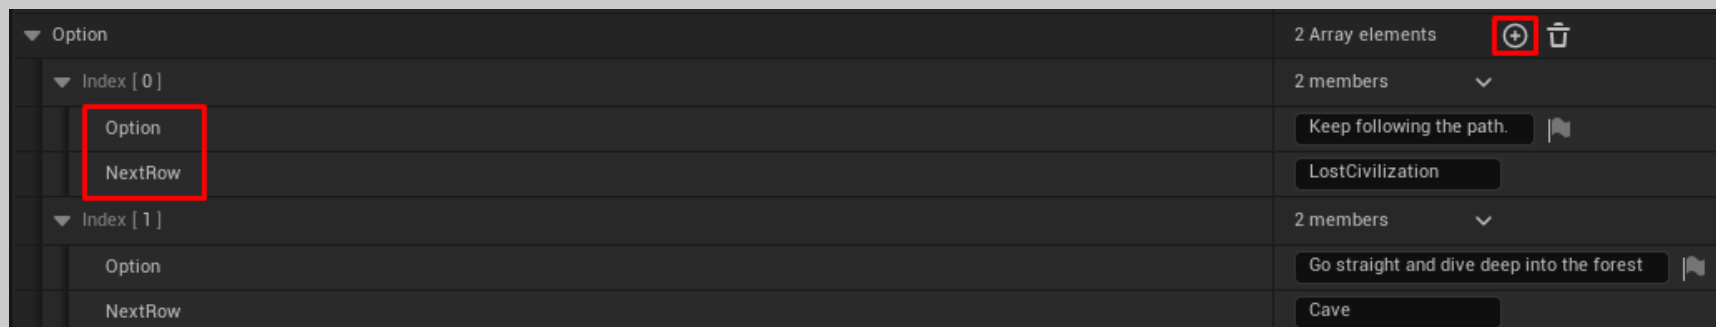 Option 2 Array elements
Index [ 0 ] 2 members
Option Keep following the path.
NextRow LostCivilization
Index [ 1 ] 2 members
Option Go straight and dive deep into the forest
NextRow Cave